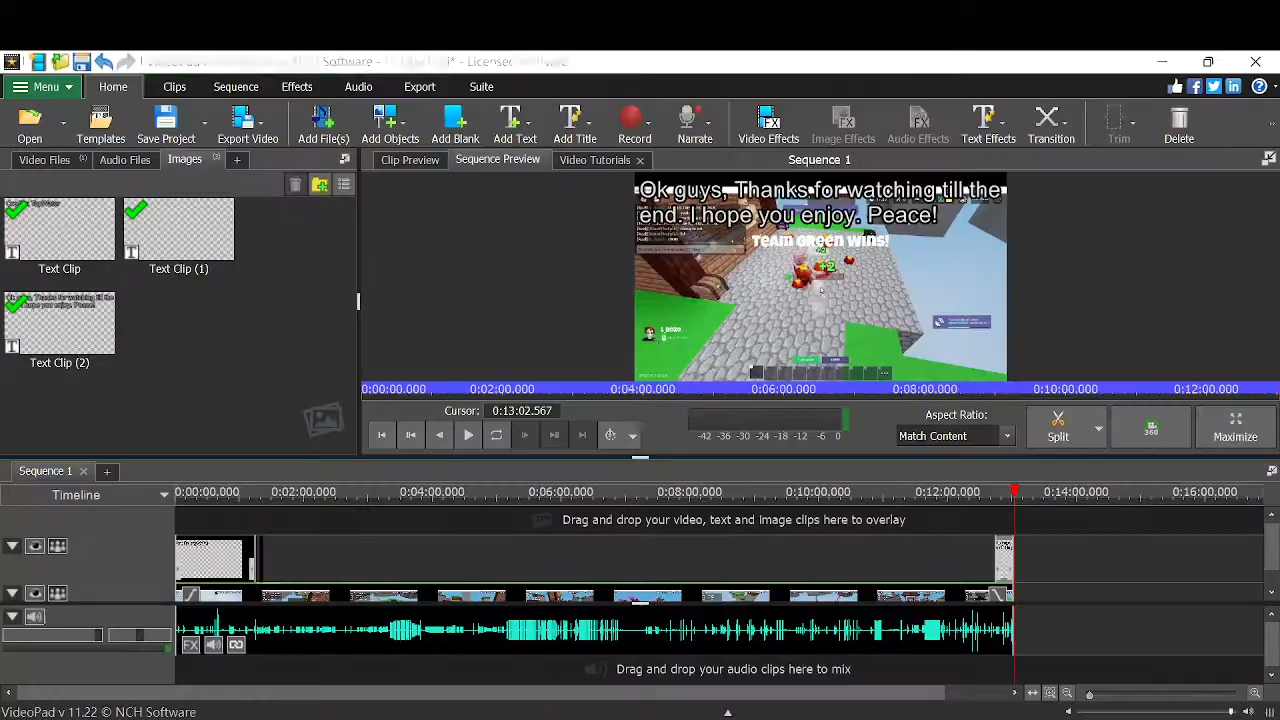 Software - Licensed
Menu Home Clips Sequence Effects Audio Export Suite
Open Templates Save Project Export Video Add File(s) Add Objects Add Blank Add Text Add Title Record Narrate Video Effects Image Effects Audio Effects Text Effects Transition Trim Delete
Video Files Audio Files Images + Clip Preview Sequence Preview Video Tutorials Sequence 1
Ok guys, Thanks for watching till the
end. I hope you enjoy. Peace!
TEAM GREEN WINS!
+2
Text Clip Text Clip (1)
Text Clip (2)
0:00:00.000 0:02:00.000 0:04:00.000 0:06:00.000 0:08:00.000 0:10:00.000 0:12:00.000
Cursor: 0:13:02.567
-42 -36 -30 -24 -18 -12 -6 0
Aspect Ratio:
Match Content
Split
360
Maximize
Sequence 1 +
Timeline 0:00:00.000 0:02:00.000 0:04:00.000 0:06:00.000 0:08:00.000 0:10:00.000 0:12:00.000 0:14:00.000 0:16:00.000
Drag and drop your video, text and image clips here to overlay
FX
Drag and drop your audio clips here to mix
VideoPad v 11.22 © NCH Software